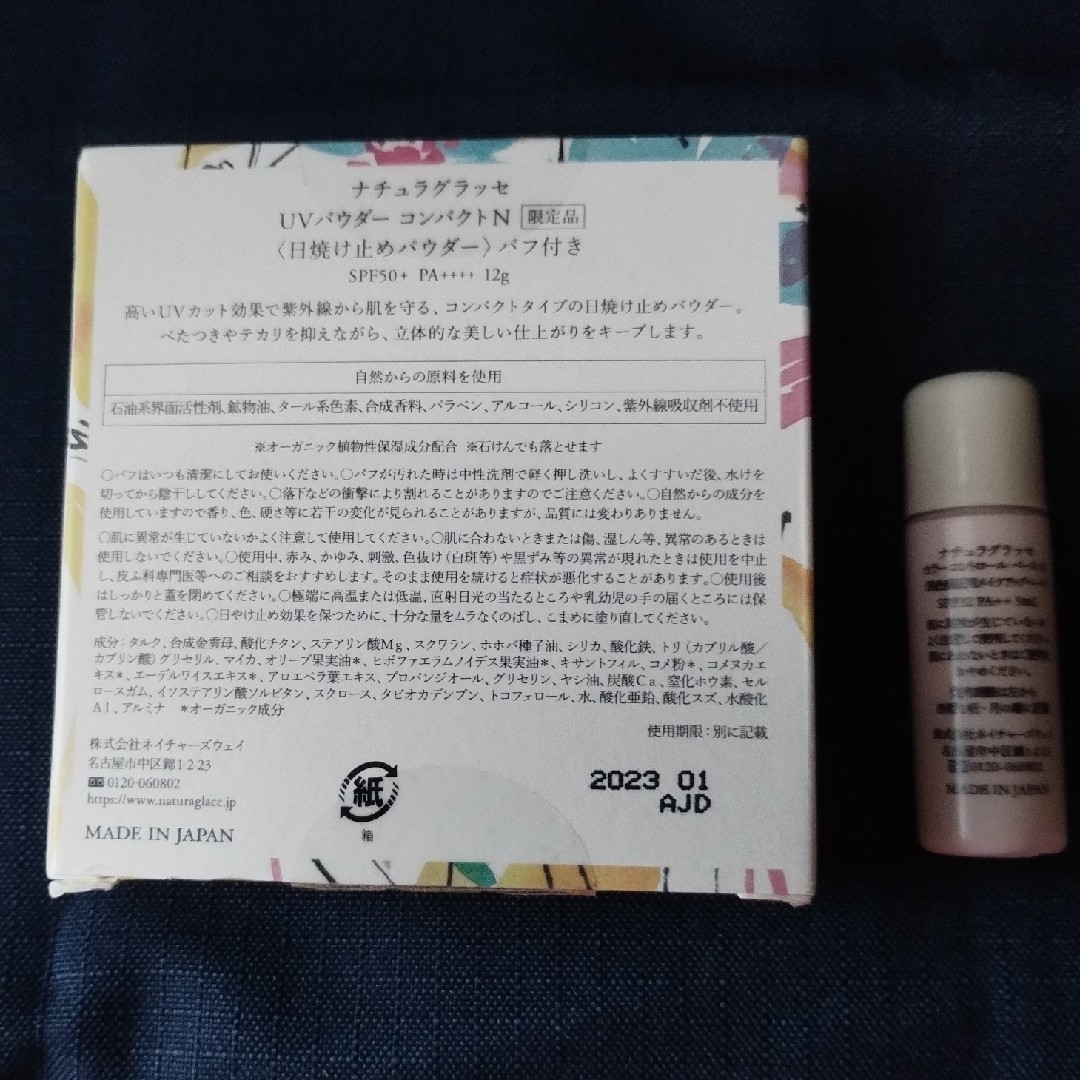 ナチュラグラッセ
UVパウダー コンパクトN 限定品
〈日焼け止めパウダー〉パフ付き
SPF50+ PA++++ 12g
高いUVカット効果で紫外線から肌を守る、コンパクトタイプの日焼け止めパウダー。
べたつきやテカリを抑えながら、立体的な美しい仕上がりをキープします。
自然からの原料を使用
石油系界面活性剤、鉱物油、タール系色素、合成香料、パラベン、アルコール、シリコン、紫外線吸収剤不使用
※オーガニック植物性保湿成分配合 ※石けんでも落とせます
○パフはいつも清潔にしてお使いください。○パフが汚れた時は中性洗剤で軽く押し洗いし、よくすすいだ後、水けを
切ってから陰干ししてください。○落下などの衝撃により割れることがありますのでご注意ください。○自然からの成分を
使用していますので香り、色、硬さ等に若干の変化が見られることがありますが、品質には変わりありません。
○肌に異常が生じていないかよく注意して使用してください。○肌に合わないときまたは傷、湿しん等、異常のあるときは
使用しないでください。○使用中、赤み、かゆみ、刺激、色抜け(白斑等)や黒ずみ等の異常が現れたときは使用を中止
し、皮ふ科専門医等へのご相談をおすすめします。そのまま使用を続けると症状が悪化することがあります。○使用後
はしっかりと蓋を閉めてください。○極端に高温または低温、直射日光の当たるところや乳幼児の手の届くところには保
管しないでください。○日やけ止め効果を保つために、十分な量をムラなくのばし、こまめに塗り直してください。
成分：タルク、合成金雲母、酸化チタン、ステアリン酸Mg、スクワラン、ホホバ種子油、シリカ、酸化鉄、トリ(カプリル酸／
カプリン酸)グリセリル、マイカ、オリーブ果実油＊、ヒポファエラムノイデス果実油＊、キサントフィル、コメ粉＊、コメヌカエ
キス＊、エーデルワイスエキス＊、アロエベラ葉エキス、プロパンジオール、グリセリン、ヤシ油、炭酸Ca、窒化ホウ素、セル
ロースガム、イソステアリン酸ソルビタン、スクロース、タピオカデンプン、トコフェロール、水、酸化亜鉛、酸化スズ、水酸化
Al、アルミナ ＊オーガニック成分
使用期限：別に記載
株式会社ネイチャーズウェイ
名古屋市中区錦1-2-23
0120-060802
https://www.naturaglace.jp
MADE IN JAPAN
紙
箱
2023 01
AJD
ナチュラグラッセ
カラーコントロール ベース
SPF32 PA++
株式会社ネイチャーズウェイ
名古屋市中区錦
0120-060802
MADE IN JAPAN